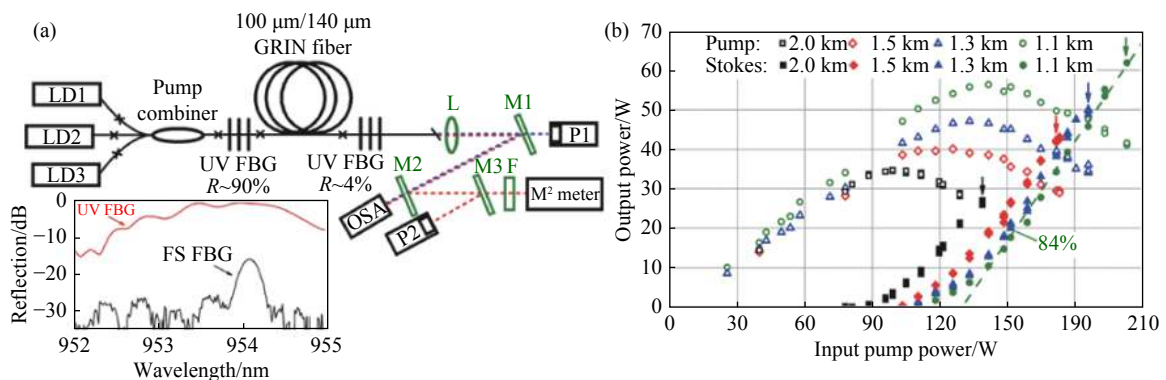 (a)
100 μm/140 μm
GRIN fiber
LD1
LD2
LD3
Pump
combiner
UV FBG
R~90%
UV FBG
R~4%
L
M1
P1
M2
M3
F
M² meter
OSA
P2
Reflection/dB
0
−10
−20
−30
UV FBG
FS FBG
952
953
954
955
Wavelength/nm
(b)
Output power/W
70
60
50
40
30
20
10
0
Pump: 2.0 km 1.5 km 1.3 km 1.1 km
Stokes: 2.0 km 1.5 km 1.3 km 1.1 km
84%
0 30 60 90 120 150 190 210
Input pump power/W